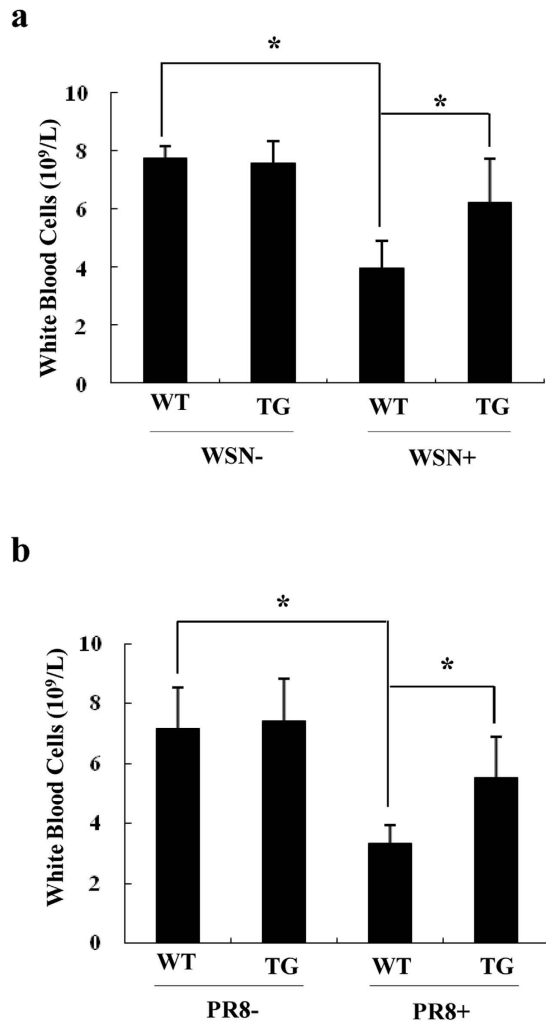 a
*
*
White Blood Cells (10⁹/L)
10
8
6
4
2
0
WT TG WT TG
WSN- WSN+
b
*
*
White Blood Cells (10⁹/L)
10
8
6
4
2
0
WT TG WT TG
PR8- PR8+